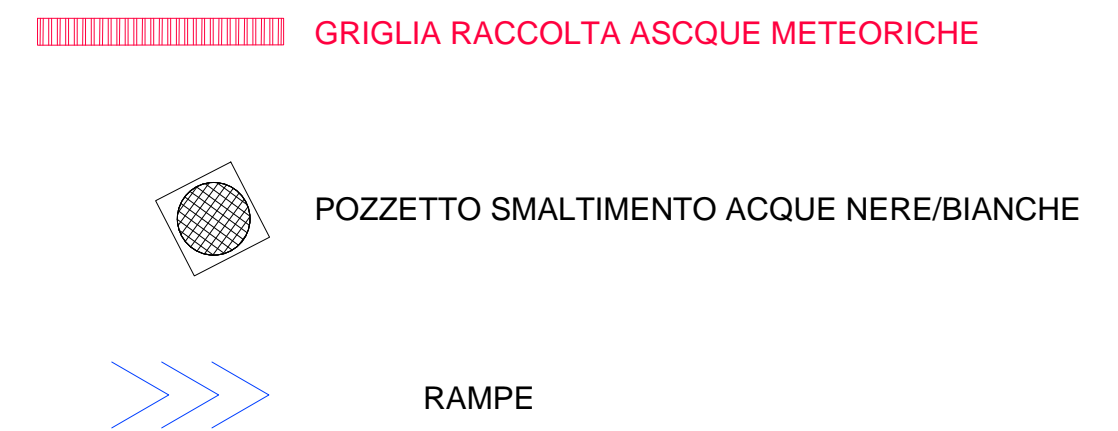 GRIGLIA RACCOLTA ASCQUE METEORICHE
POZZETTO SMALTIMENTO ACQUE NERE/BIANCHE
RAMPE